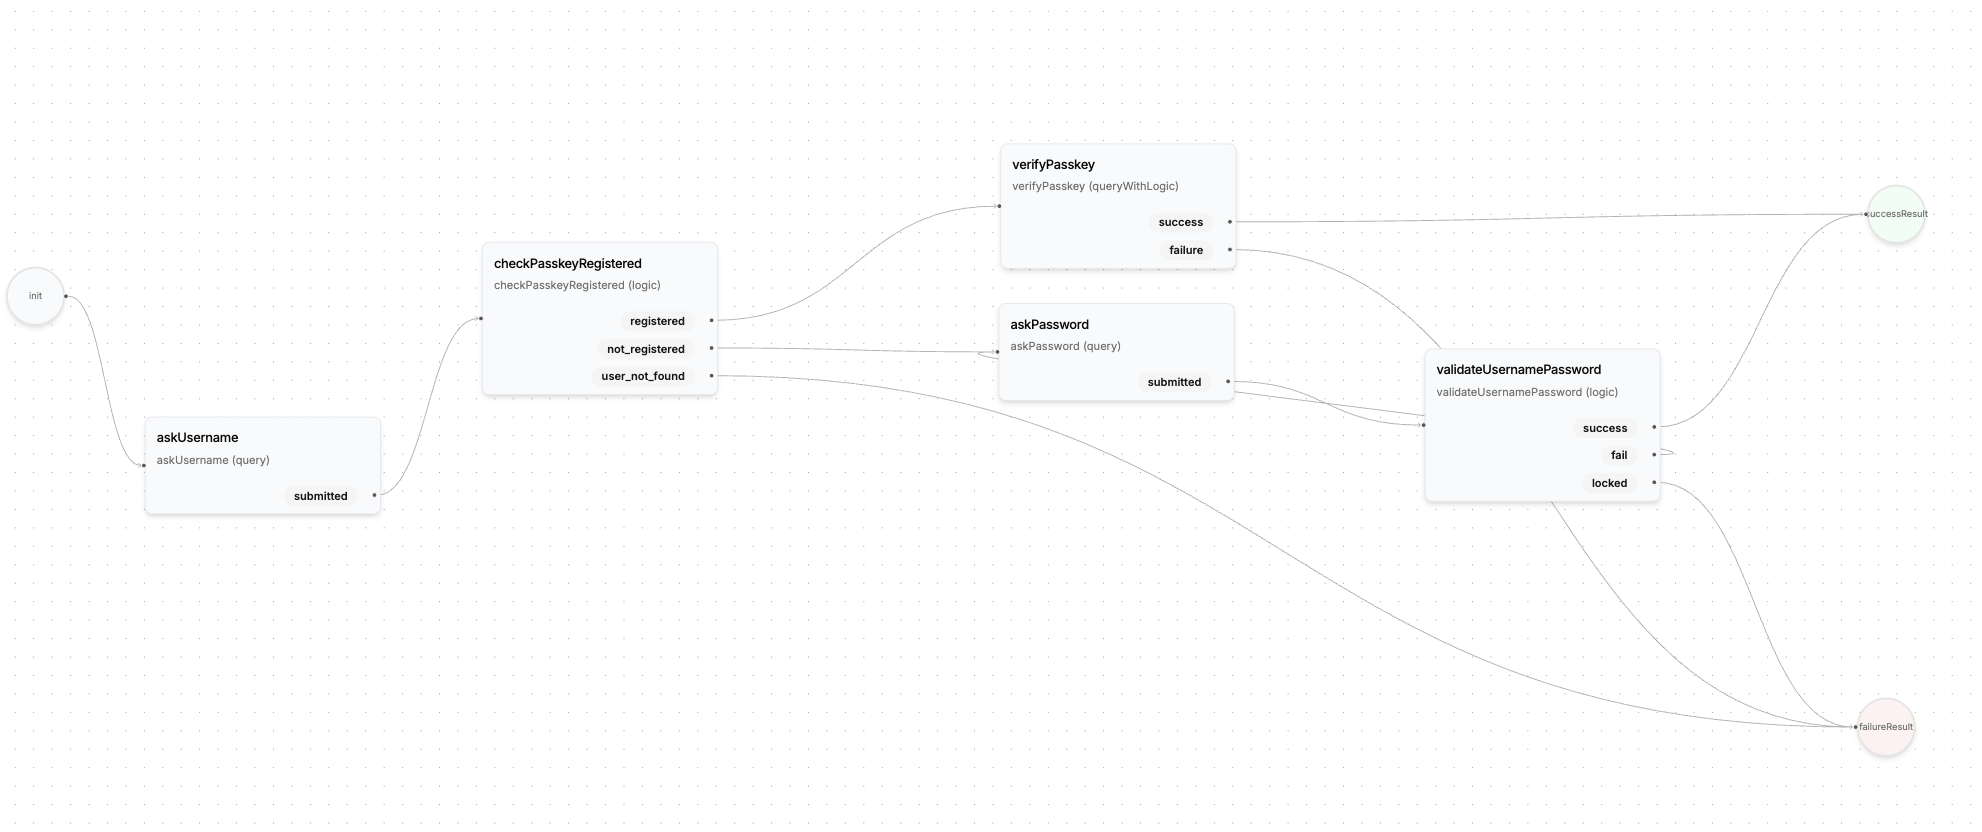 init
askUsername
askUsername (query)
submitted
checkPasskeyRegistered
checkPasskeyRegistered (logic)
registered
not_registered
user_not_found
verifyPasskey
verifyPasskey (queryWithLogic)
success
failure
askPassword
askPassword (query)
submitted
validateUsernamePassword
validateUsernamePassword (logic)
success
fail
locked
successResult
failureResult